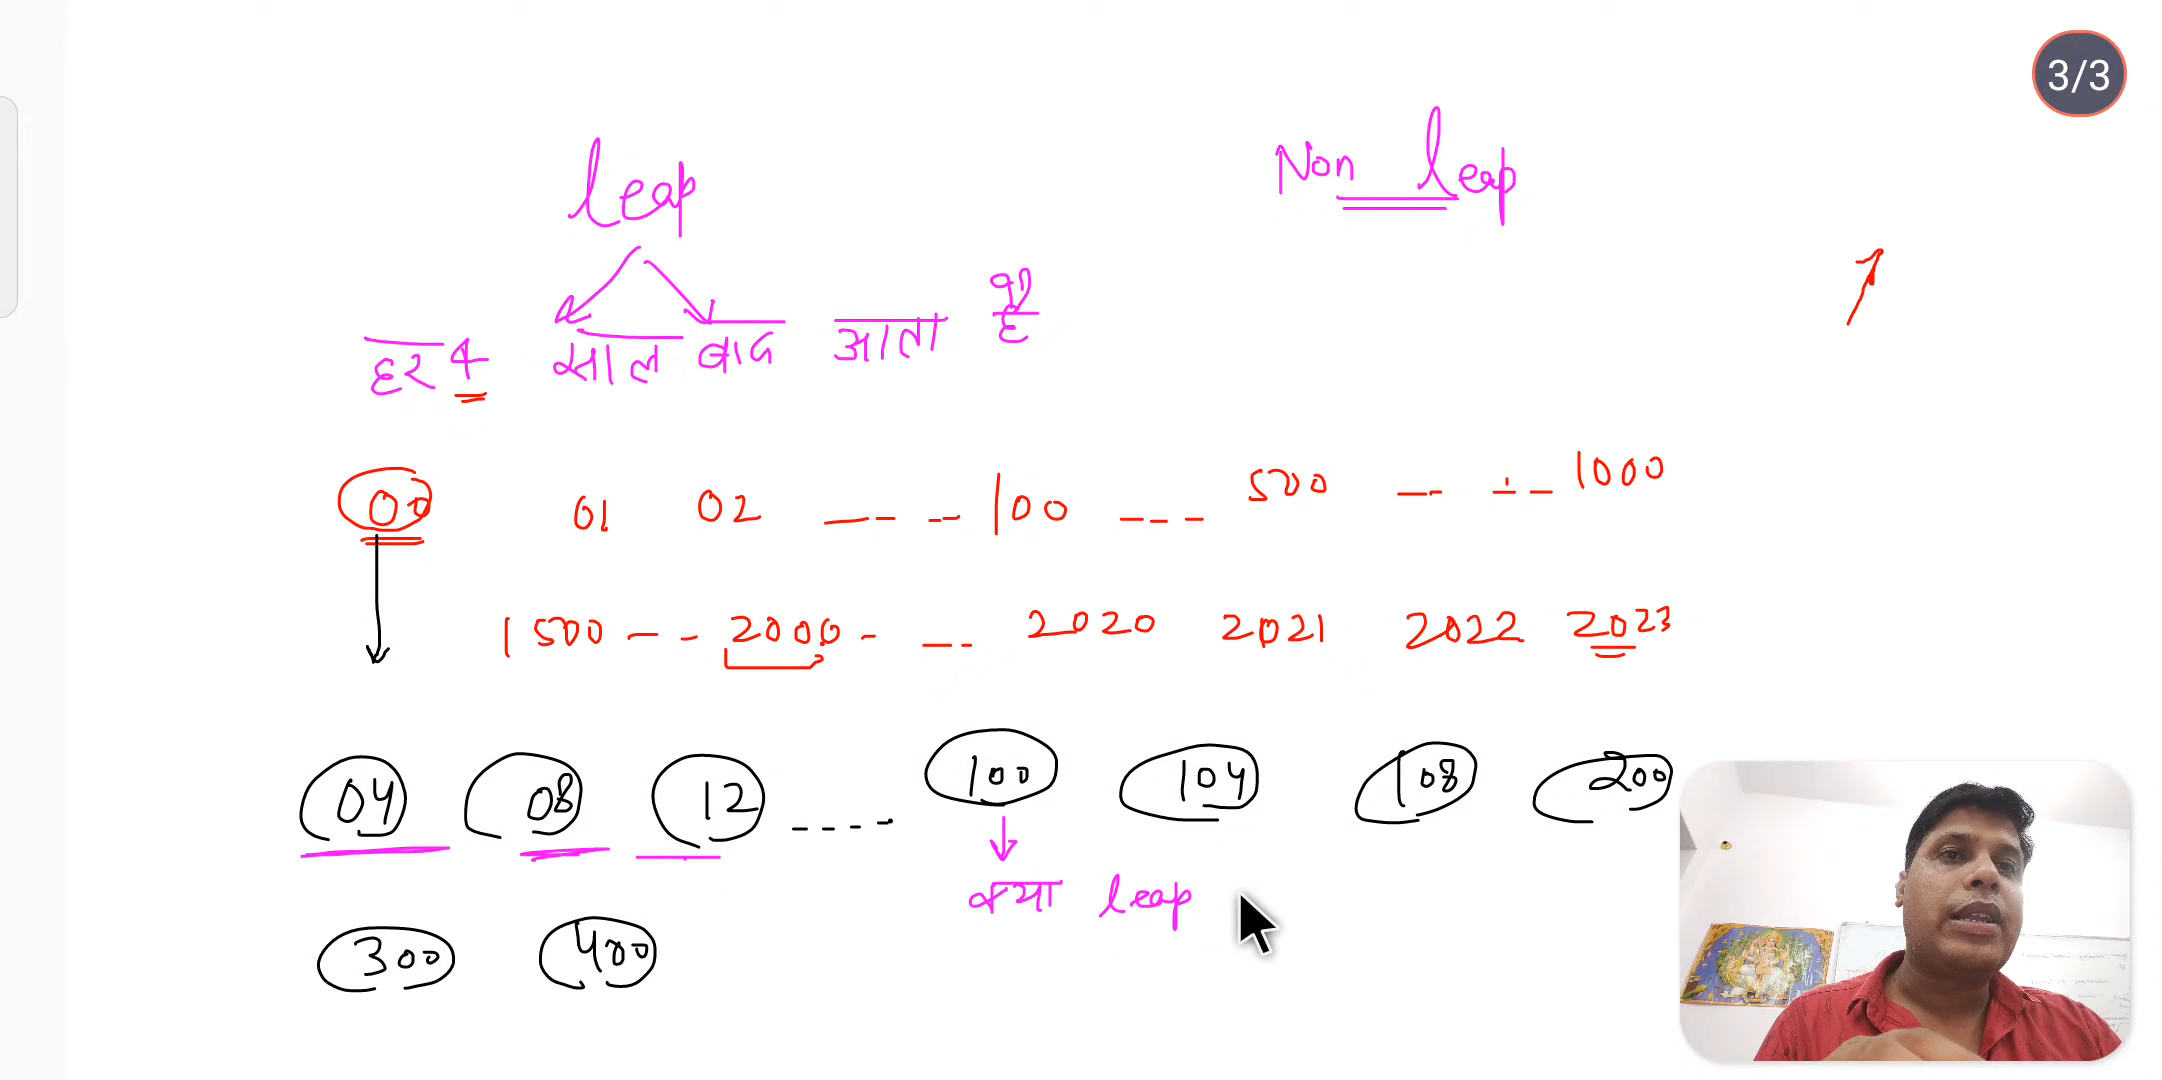 3/3
leap Non leap
हर 4 साल बाद आता है
00 01 02 ---- 100 --- 500 --- 1000
1500 -- 2000 - -- 2020 2021 2022 2023
04 08 12 ---- 100 104 108 200
क्या leap
300 400